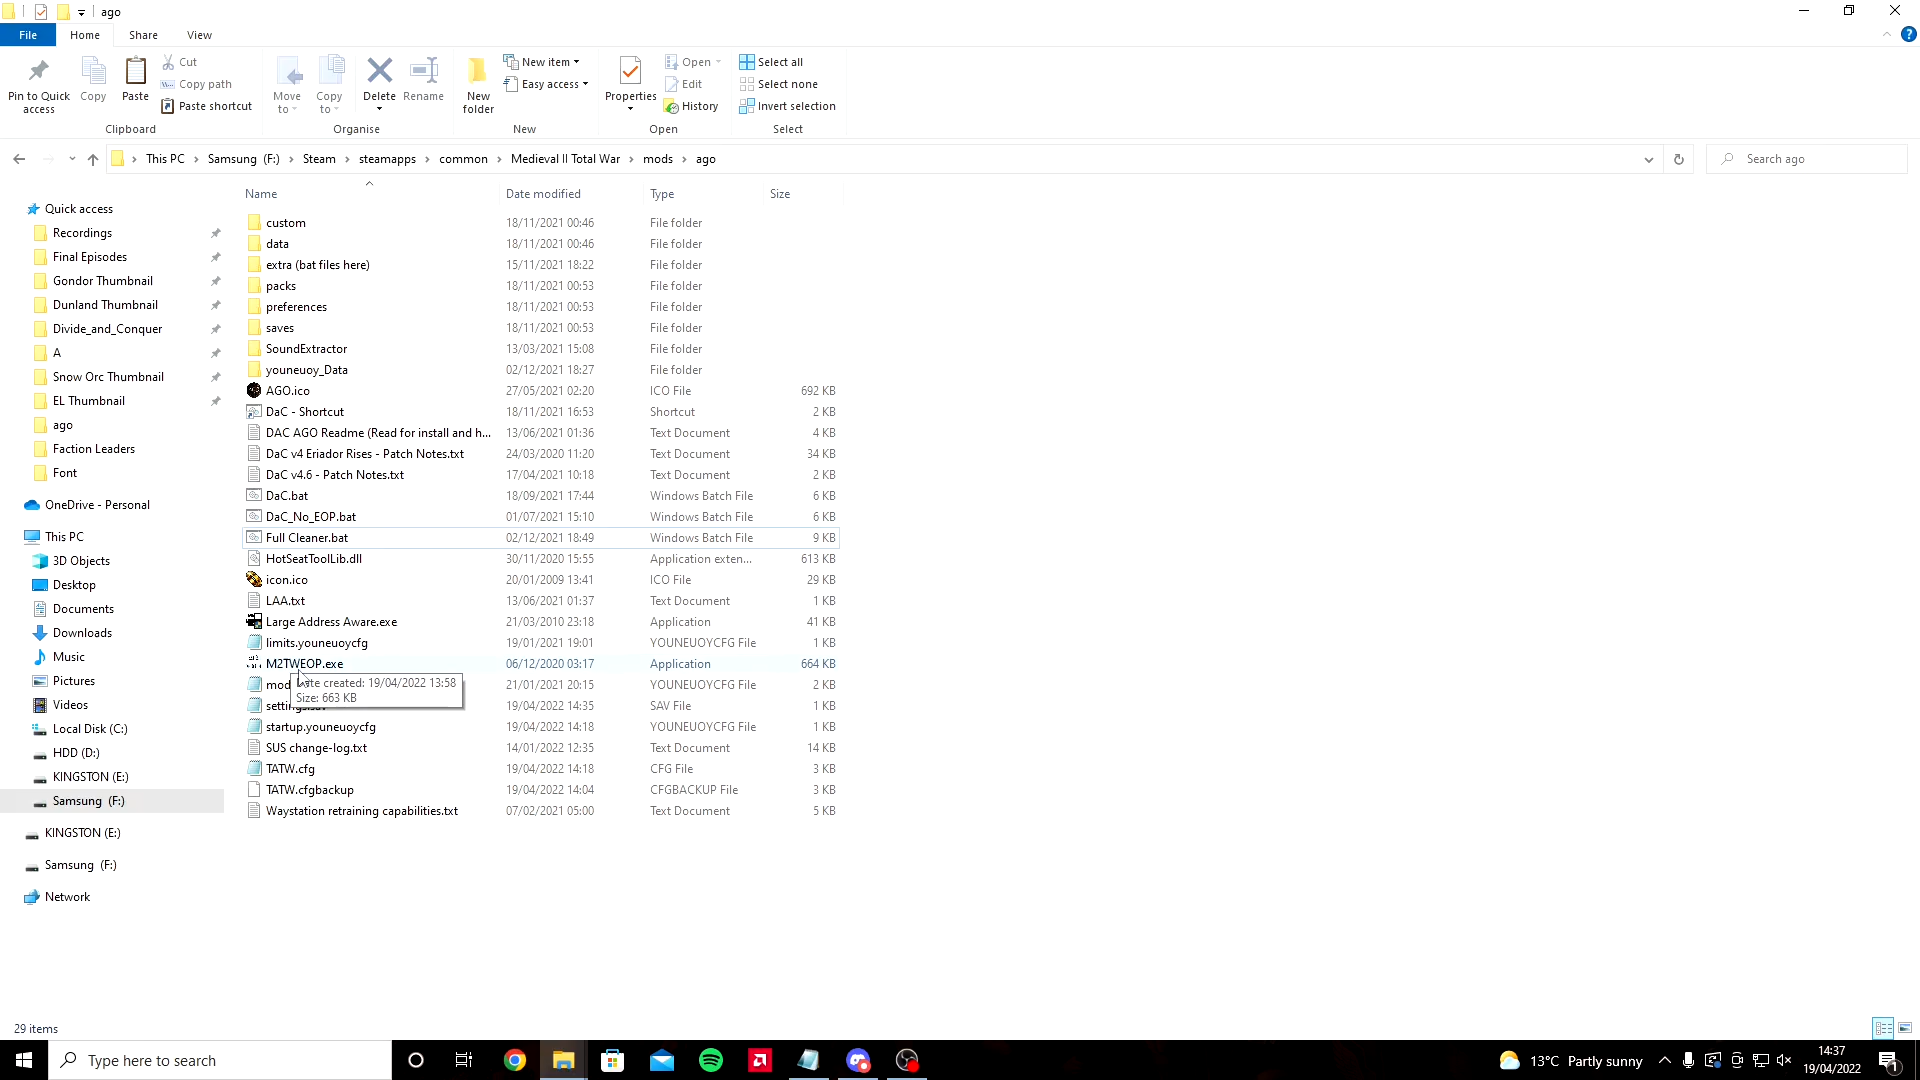 ago
File Home Share View
Pin to Quick access
Copy
Paste
Cut
Copy path
Paste shortcut
Clipboard
Move to
Copy to
Delete
Rename
Organise
New folder
New item
Easy access
New
Properties
Open
Edit
History
Open
Select all
Select none
Invert selection
Select
This PC > Samsung (F:) > Steam > steamapps > common > Medieval II Total War > mods > ago
Search ago
Quick access
Recordings
Final Episodes
Gondor Thumbnail
Dunland Thumbnail
Divide_and_Conquer
A
Snow Orc Thumbnail
EL Thumbnail
ago
Faction Leaders
Font
OneDrive - Personal
This PC
3D Objects
Desktop
Documents
Downloads
Music
Pictures
Videos
Local Disk (C:)
HDD (D:)
KINGSTON (E:)
Samsung (F:)
KINGSTON (E:)
Samsung (F:)
Network
Name Date modified Type Size
custom 18/11/2021 00:46 File folder
data 18/11/2021 00:46 File folder
extra (bat files here) 15/11/2021 18:22 File folder
packs 18/11/2021 00:53 File folder
preferences 18/11/2021 00:53 File folder
saves 18/11/2021 00:53 File folder
SoundExtractor 13/03/2021 15:08 File folder
youneuoy_Data 02/12/2021 18:27 File folder
AGO.ico 27/05/2021 02:20 ICO File 692 KB
DaC - Shortcut 18/11/2021 16:53 Shortcut 2 KB
DAC AGO Readme (Read for install and h... 13/06/2021 01:36 Text Document 4 KB
DaC v4 Eriador Rises - Patch Notes.txt 24/03/2020 11:20 Text Document 34 KB
DaC v4.6 - Patch Notes.txt 17/04/2021 10:18 Text Document 2 KB
DaC.bat 18/09/2021 17:44 Windows Batch File 6 KB
DaC_No_EOP.bat 01/07/2021 15:10 Windows Batch File 6 KB
Full Cleaner.bat 02/12/2021 18:49 Windows Batch File 9 KB
HotSeatToolLib.dll 30/11/2020 15:55 Application exten... 613 KB
icon.ico 20/01/2009 13:41 ICO File 29 KB
LAA.txt 13/06/2021 01:37 Text Document 1 KB
Large Address Aware.exe 21/03/2010 23:18 Application 41 KB
limits.youneuoycfg 19/01/2021 19:01 YOUNEUOYCFG File 1 KB
M2TWEOP.exe 06/12/2020 03:17 Application 664 KB
mod 21/01/2021 20:15 YOUNEUOYCFG File 2 KB
Date created: 19/04/2022 13:58
Size: 663 KB
19/04/2022 14:35 SAV File 1 KB
startup.youneuoycfg 19/04/2022 14:18 YOUNEUOYCFG File 1 KB
SUS change-log.txt 14/01/2022 12:35 Text Document 14 KB
TATW.cfg 19/04/2022 14:18 CFG File 3 KB
TATW.cfgbackup 19/04/2022 14:04 CFGBACKUP File 3 KB
Waystation retraining capabilities.txt 07/02/2021 05:00 Text Document 5 KB
29 items
Type here to search
13°C Partly sunny
14:37
19/04/2022
1